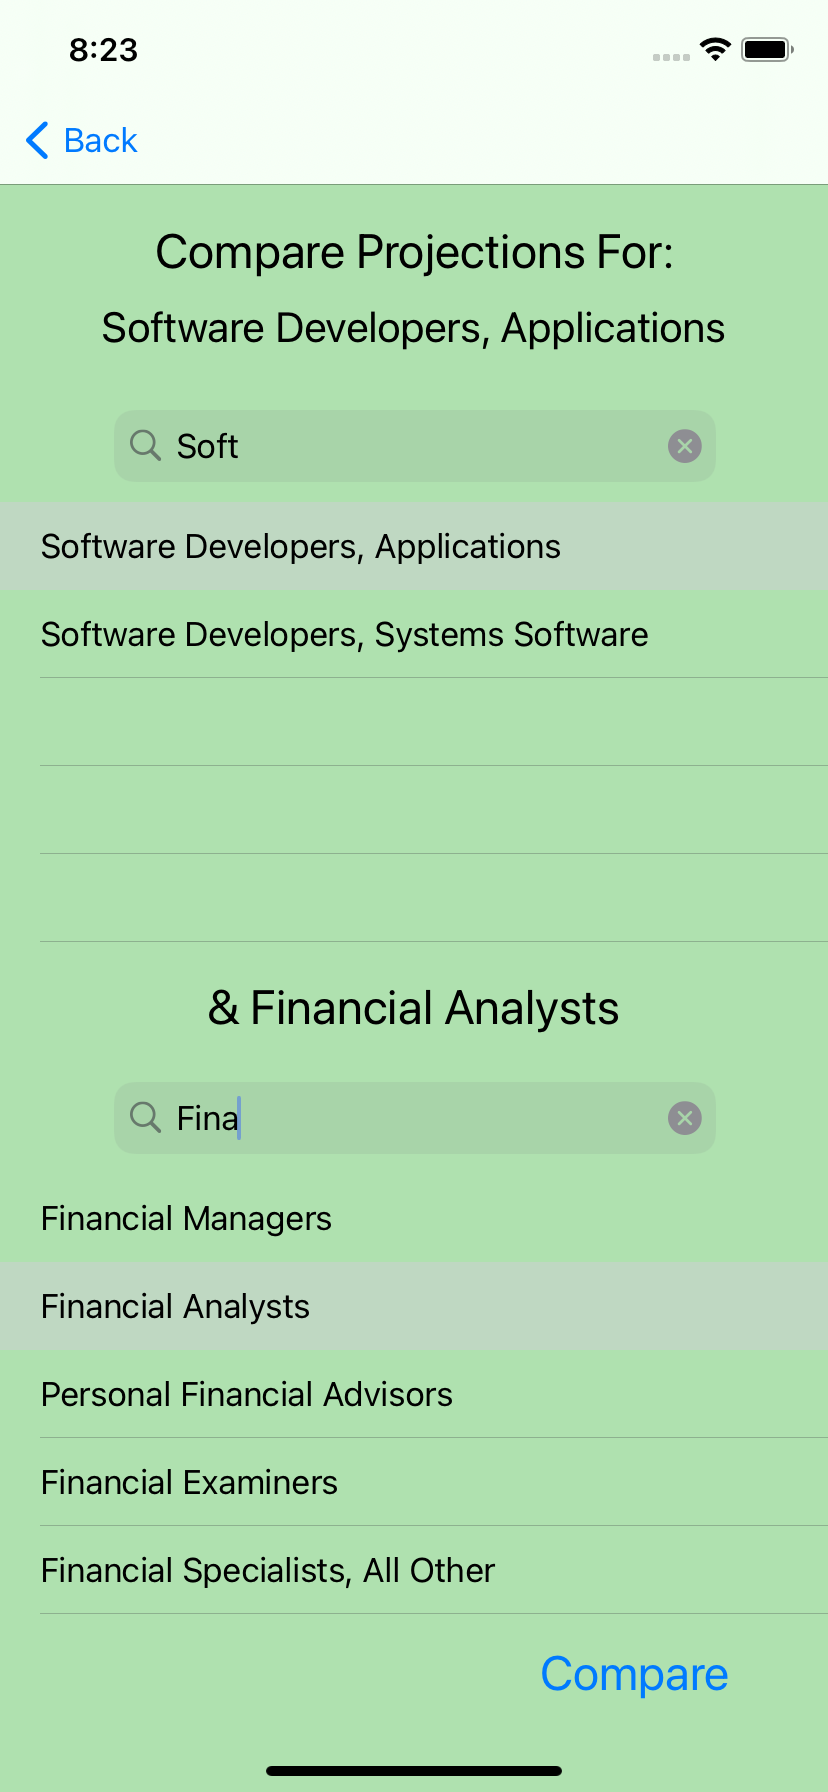 8:23
Back
Compare Projections For:
Software Developers, Applications
Soft
Software Developers, Applications
Software Developers, Systems Software
& Financial Analysts
Fina
Financial Managers
Financial Analysts
Personal Financial Advisors
Financial Examiners
Financial Specialists, All Other
Compare